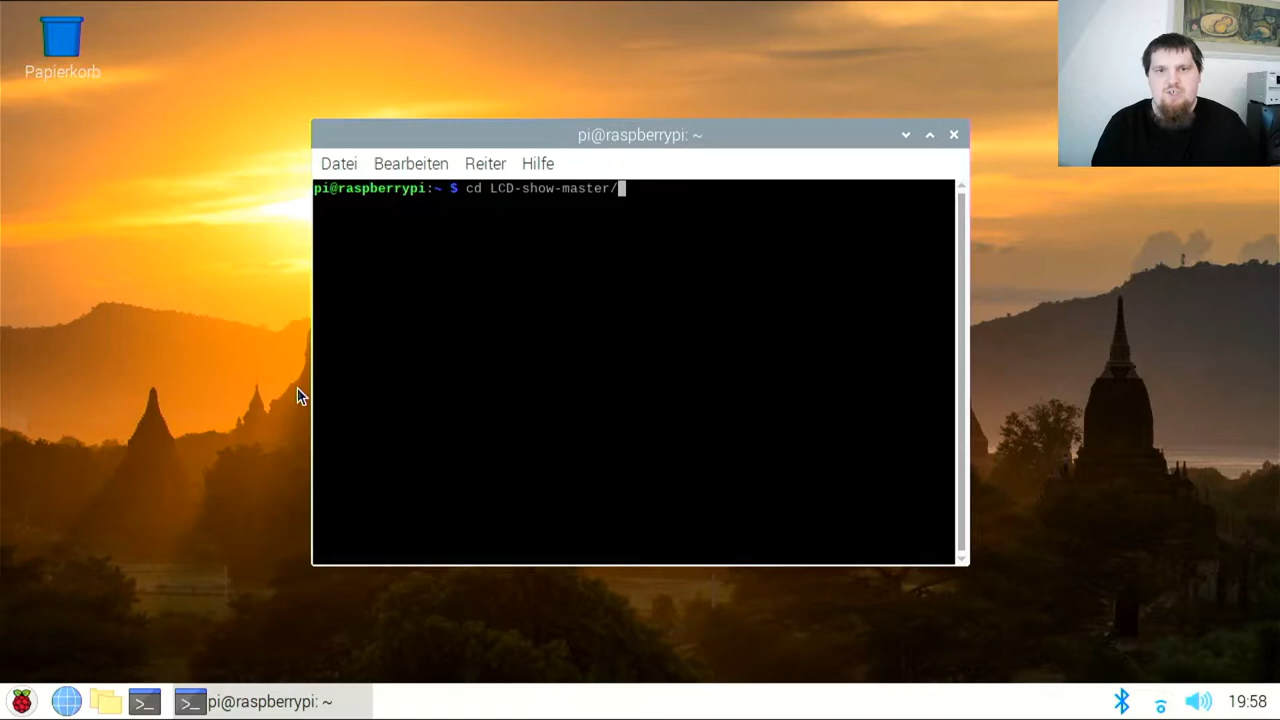 Papierkorb
pi@raspberrypi: ~
Datei Bearbeiten Reiter Hilfe
pi@raspberrypi:~ $ cd LCD-show-master/
pi@raspberrypi: ~
19:58